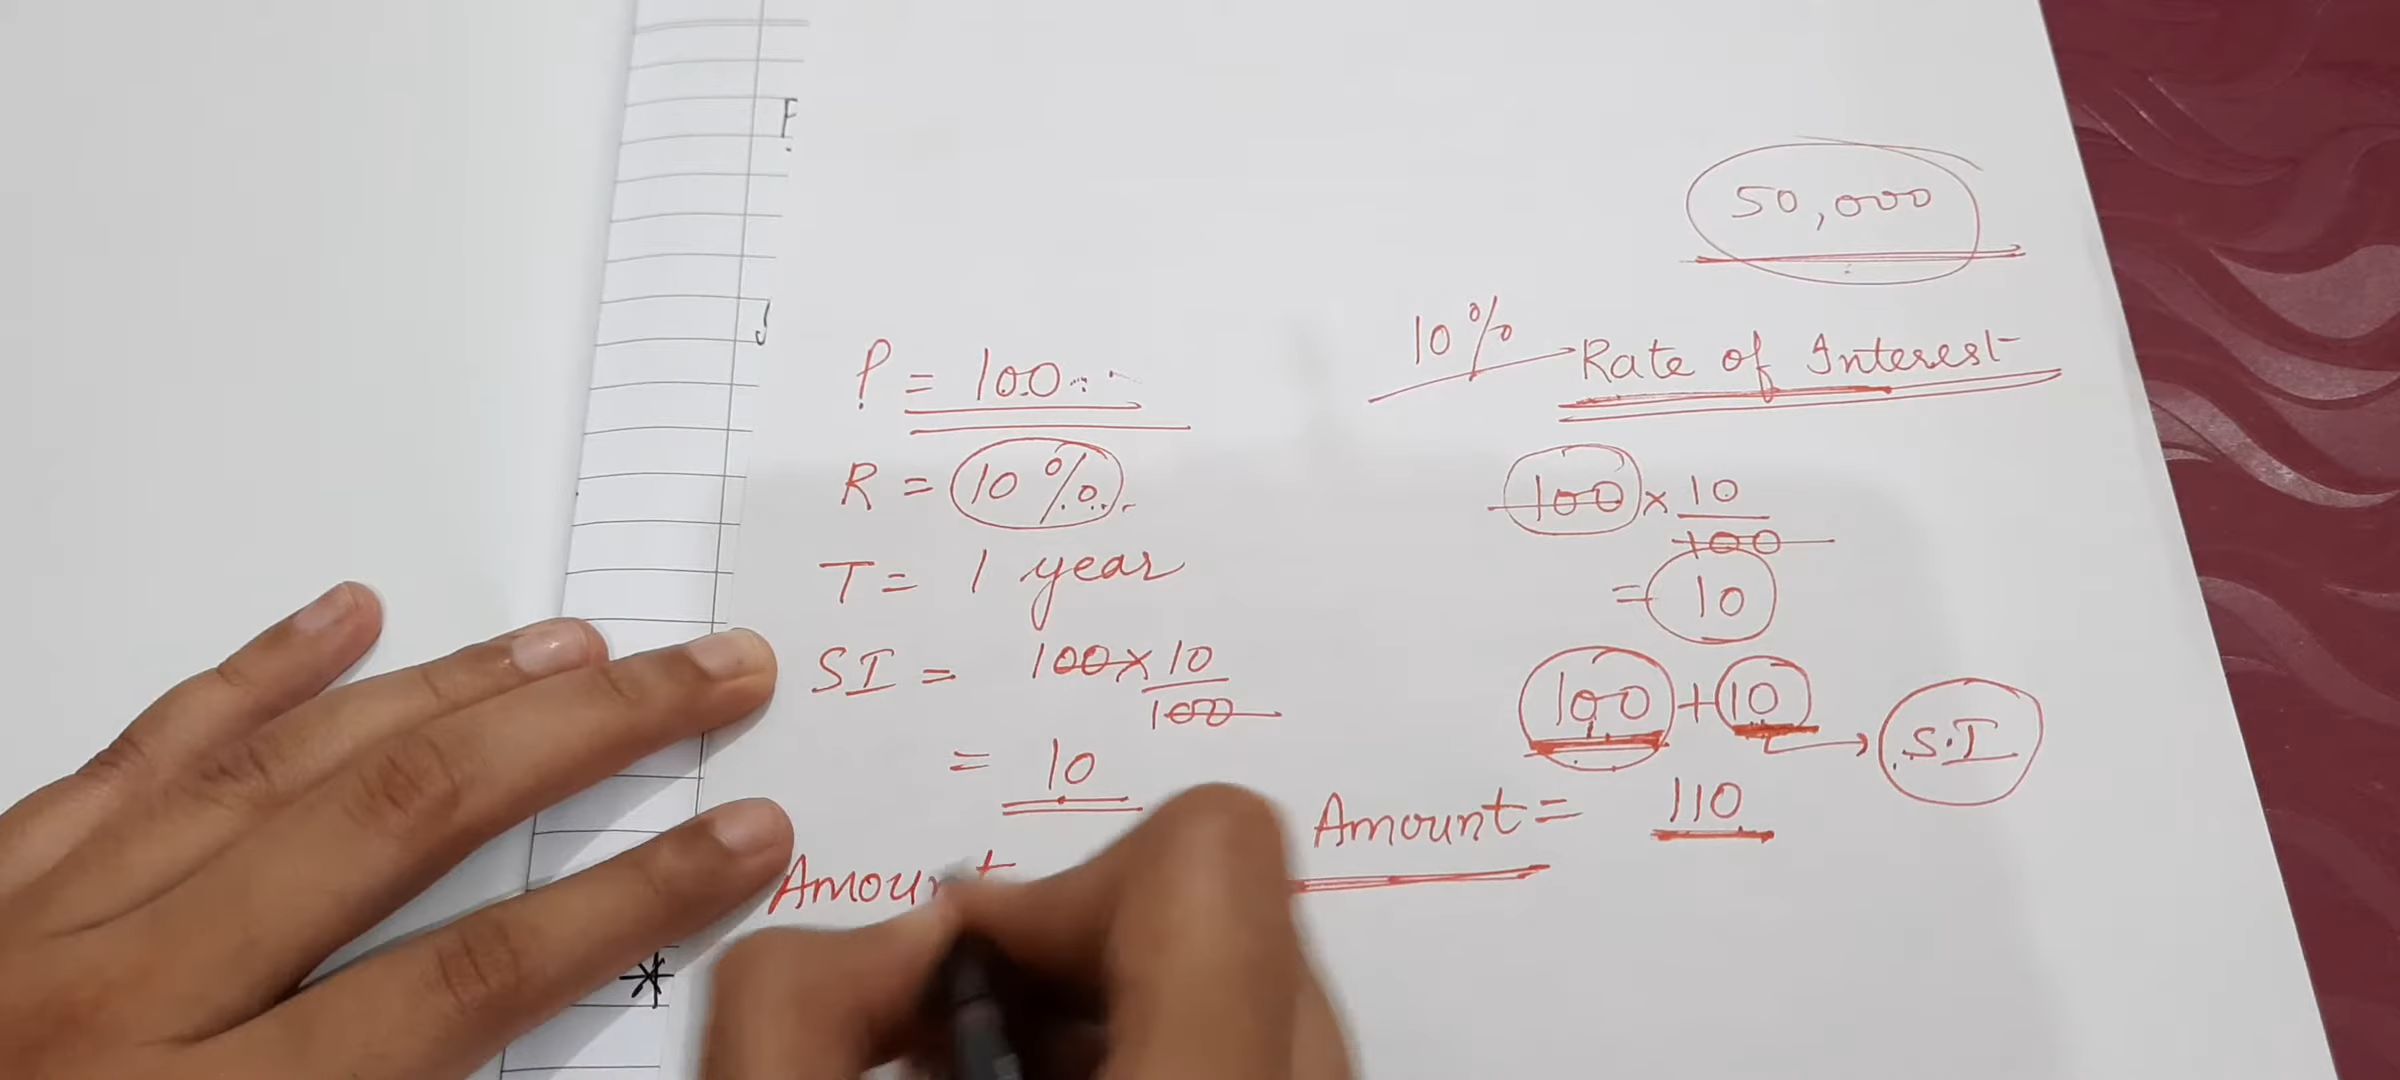 50,000
10% Rate of Interest
P = 100
R = 10%
T = 1 year
SI = 100 × 10
100
= 10
Amount
100 × 10
100
= 10
100 + 10
S.I
Amount = 110